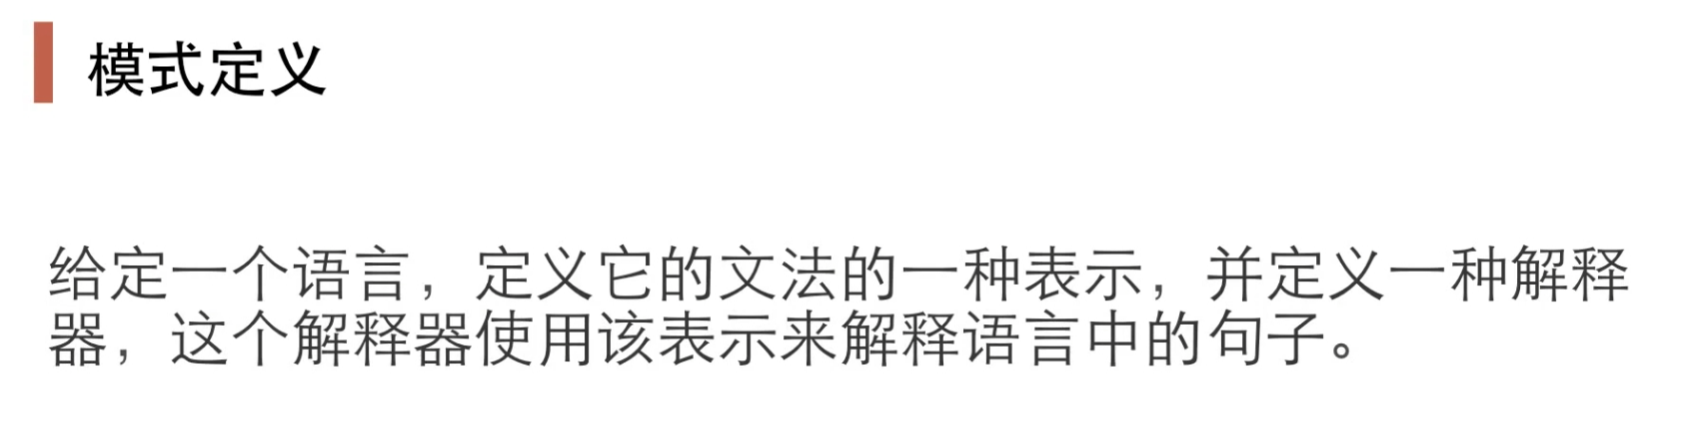 模式定义
给定一个语言，定义它的文法的一种表示，并定义一种解释
器，这个解释器使用该表示来解释语言中的句子。